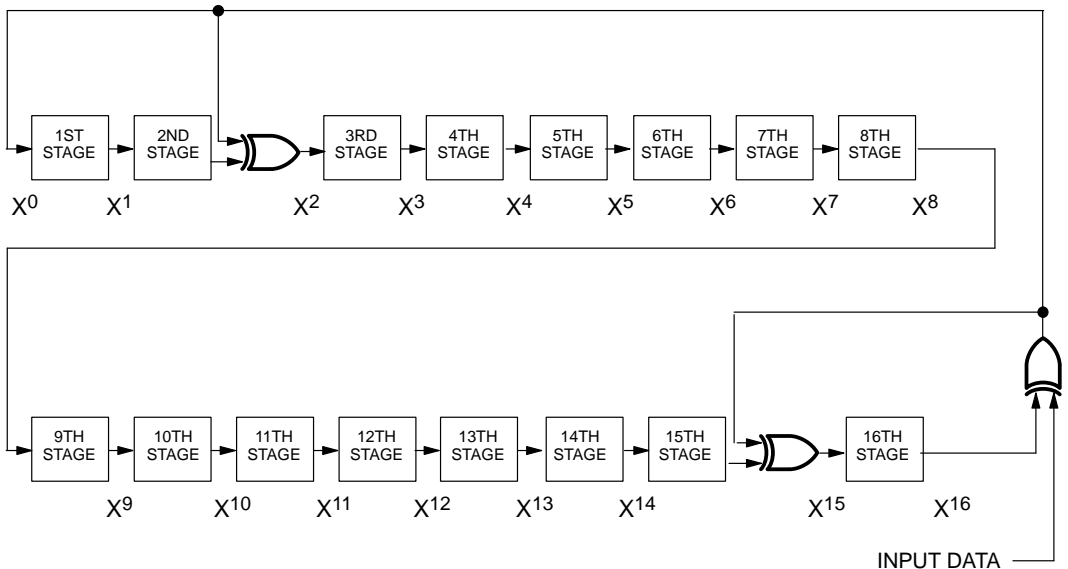 1ST STAGE
2ND STAGE
3RD STAGE
4TH STAGE
5TH STAGE
6TH STAGE
7TH STAGE
8TH STAGE
X0 X1 X2 X3 X4 X5 X6 X7 X8
9TH STAGE
10TH STAGE
11TH STAGE
12TH STAGE
13TH STAGE
14TH STAGE
15TH STAGE
16TH STAGE
X9 X10 X11 X12 X13 X14 X15 X16
INPUT DATA